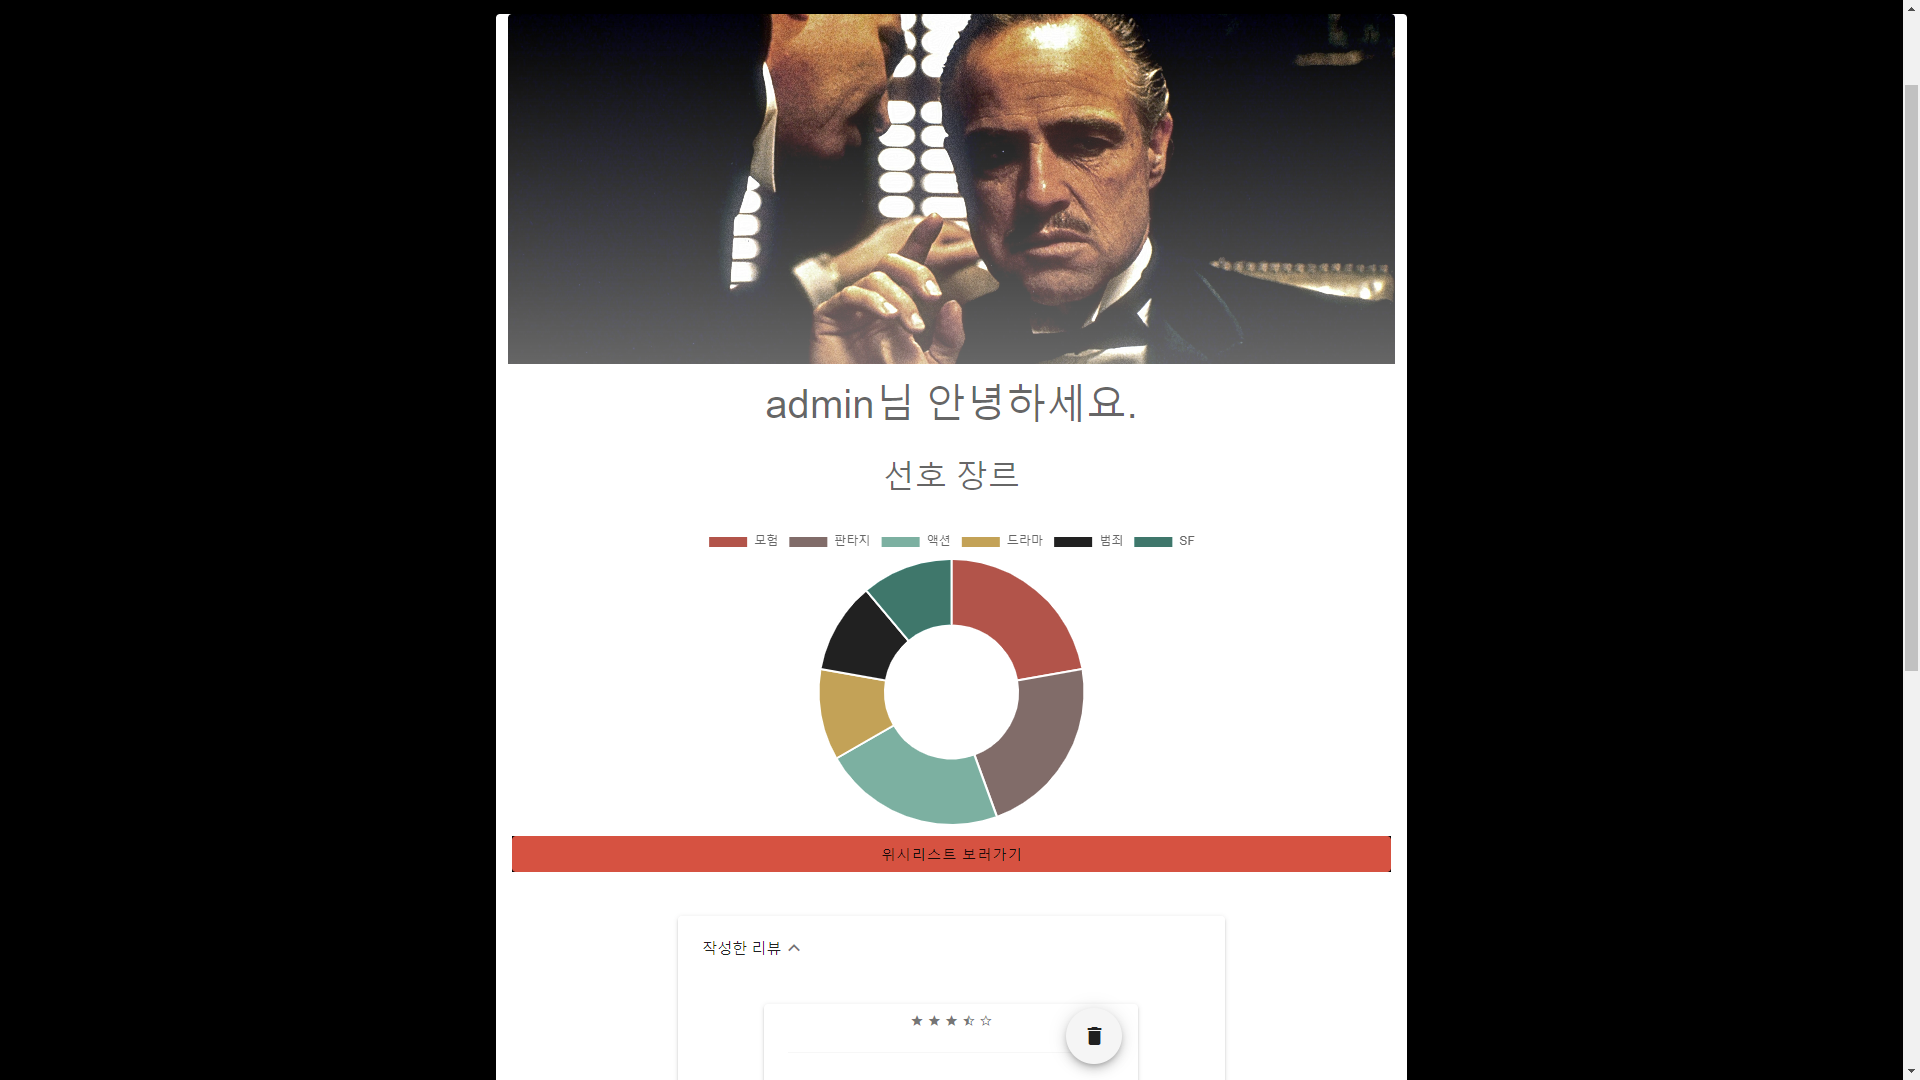 admin님 안녕하세요.
선호 장르
모험 판타지 액션 드라마 범죄 SF
위시리스트 보러가기
작성한 리뷰